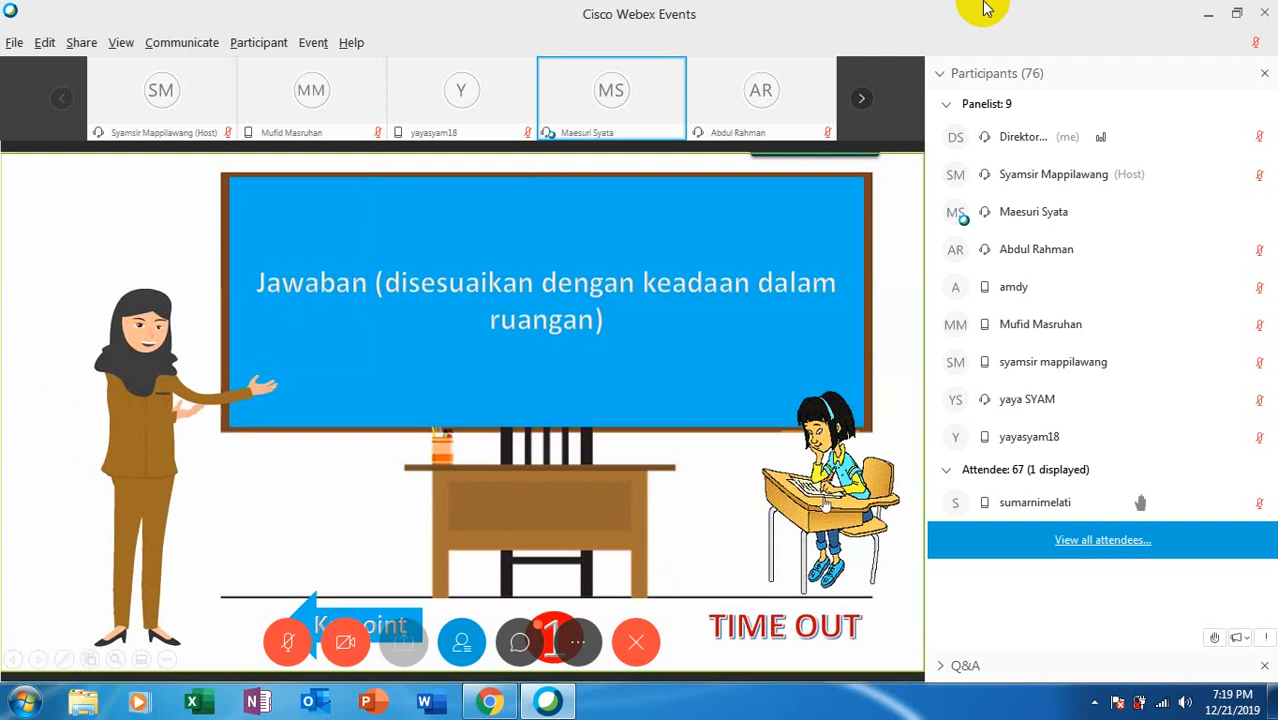 Cisco Webex Events
File Edit Share View Communicate Participant Event Help
SM
MM
Y
MS
AR
Syamsir Mappilawang (Host)
Mufid Masruhan
yayasyam18
Maesuri Syata
Abdul Rahman
Jawaban (disesuaikan dengan keadaan dalam
ruangan)
TIME OUT
1
Participants (76)
Panelist: 9
DS Direktor... (me)
SM Syamsir Mappilawang (Host)
MS Maesuri Syata
AR Abdul Rahman
A amdy
MM Mufid Masruhan
SM syamsir mappilawang
YS yaya SYAM
Y yayasyam18
Attendee: 67 (1 displayed)
S sumarnimelati
View all attendees...
Q&A
7:19 PM
12/21/2019